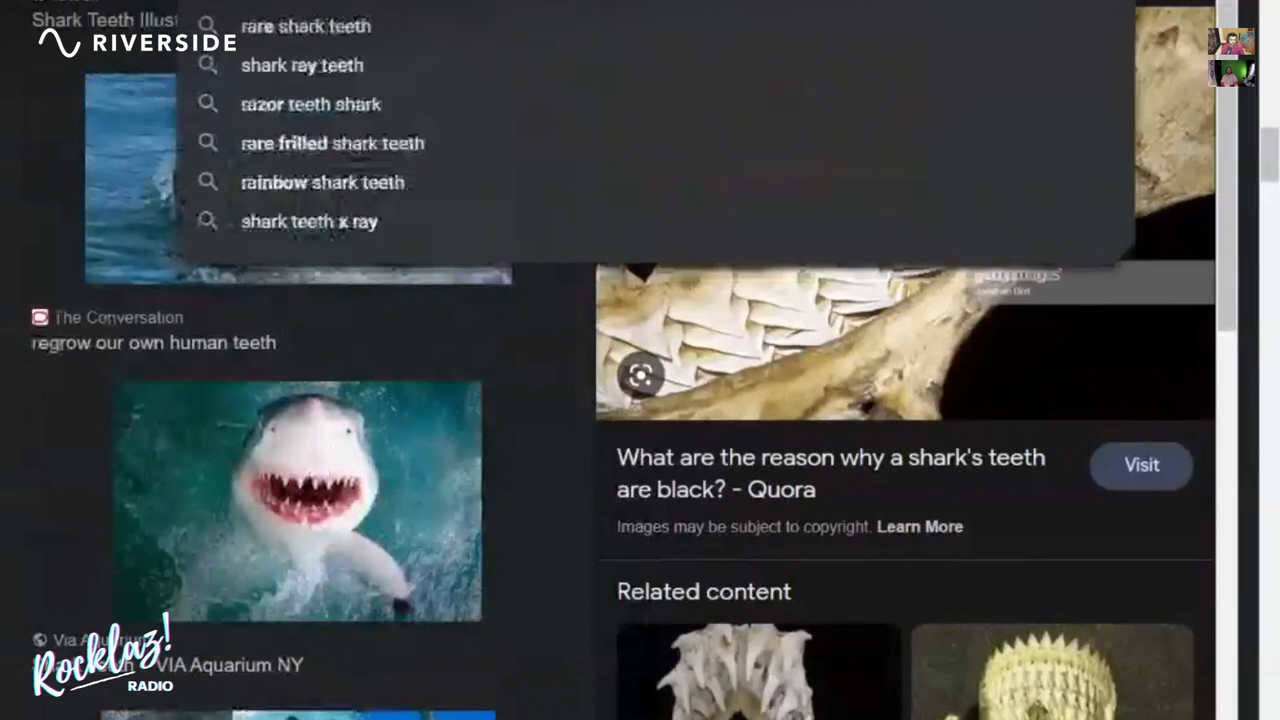 Shark Teeth Illust
RIVERSIDE
rare shark teeth
shark ray teeth
razor teeth shark
rare frilled shark teeth
rainbow shark teeth
shark teeth x ray
The Conversation
regrow our own human teeth
VIA Aquarium NY
Rocklaz!
RADIO
What are the reason why a shark's teeth
are black? - Quora
Visit
Images may be subject to copyright. Learn More
Related content